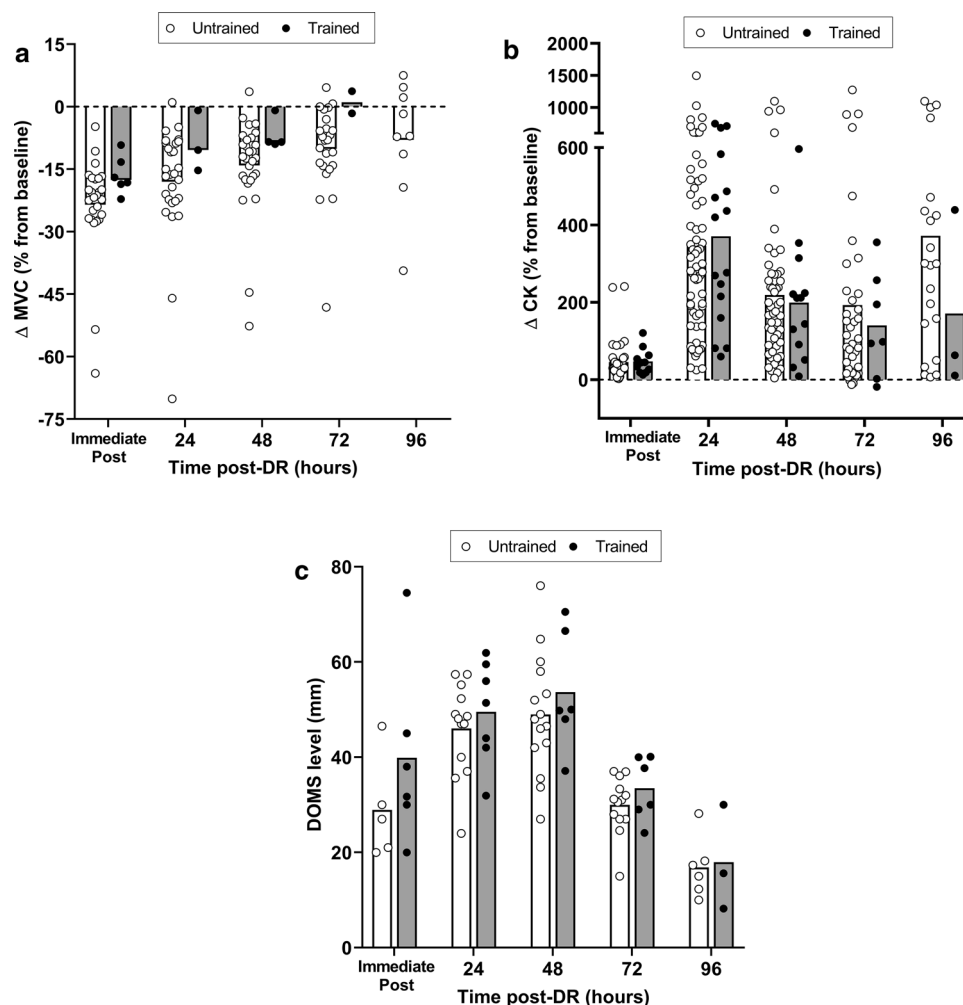 a
Untrained Trained
15
0
-15
-30
-45
-60
-75
Δ MVC (% from baseline)
Immediate
Post
24 48 72 96
Time post-DR (hours)
b
Untrained Trained
2000
1500
1000
600
400
200
0
Δ CK (% from baseline)
Immediate
Post
24 48 72 96
Time post-DR (hours)
c
Untrained Trained
80
60
40
20
0
DOMS level (mm)
Immediate
Post
24 48 72 96
Time post-DR (hours)